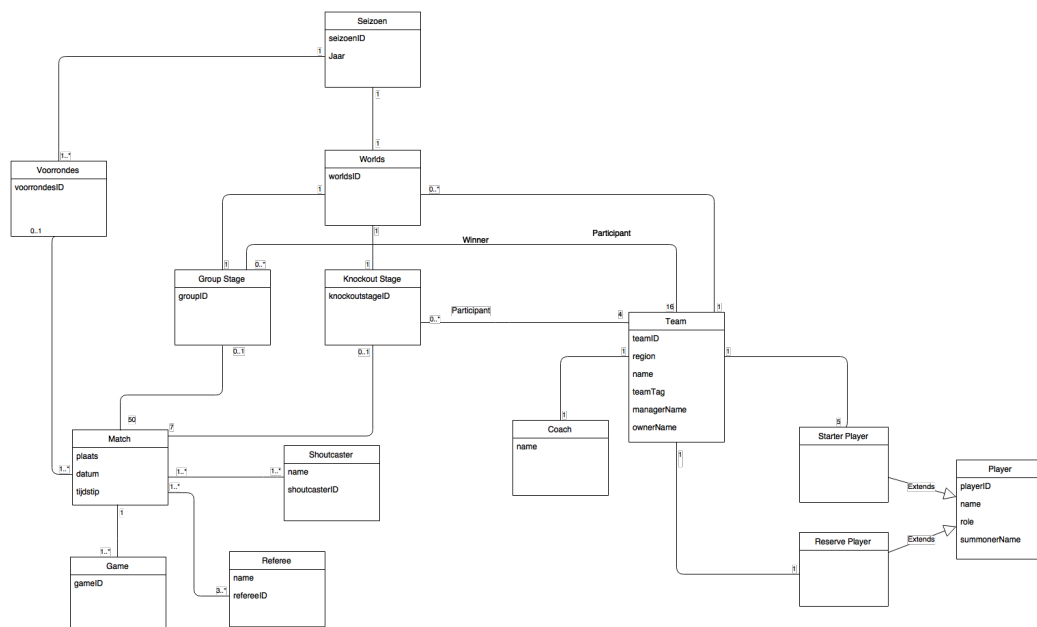 Seizoen
seizoenID
Jaar
1
1
1..*
1
Voorrondes
voorrondesID
0..1
Worlds
worldsID
1
0..*
1
Winner
Participant
1
0..*
1
Group Stage
groupID
Knockout Stage
knockoutstageID
Participant
0..*
4
16
1
Team
teamID
region
name
teamTag
managerName
ownerName
0..1
0..1
1
1
1
Coach
name
1
5
Starter Player
50
7
Match
plaats
datum
tijdstip
1..*
1..*
1..*
1..*
1
Shoutcaster
name
shoutcasterID
Extends
Player
playerID
name
role
summonerName
Reserve Player
Extends
1
1..*
Game
gameID
Referee
name
refereeID
3..*